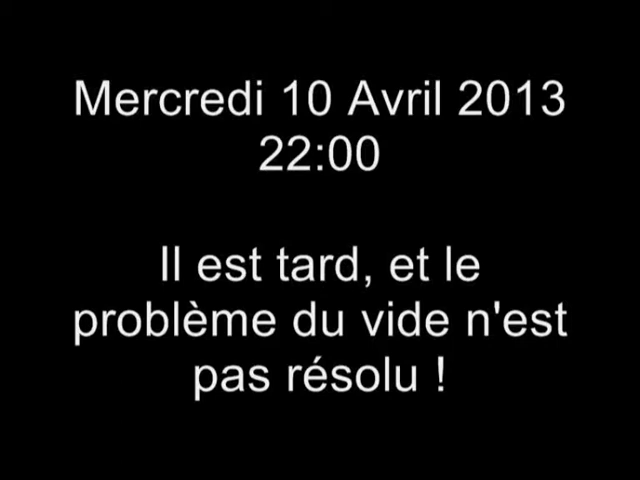 Mercredi 10 Avril 2013
22:00
Il est tard, et le
problème du vide n'est
pas résolu !